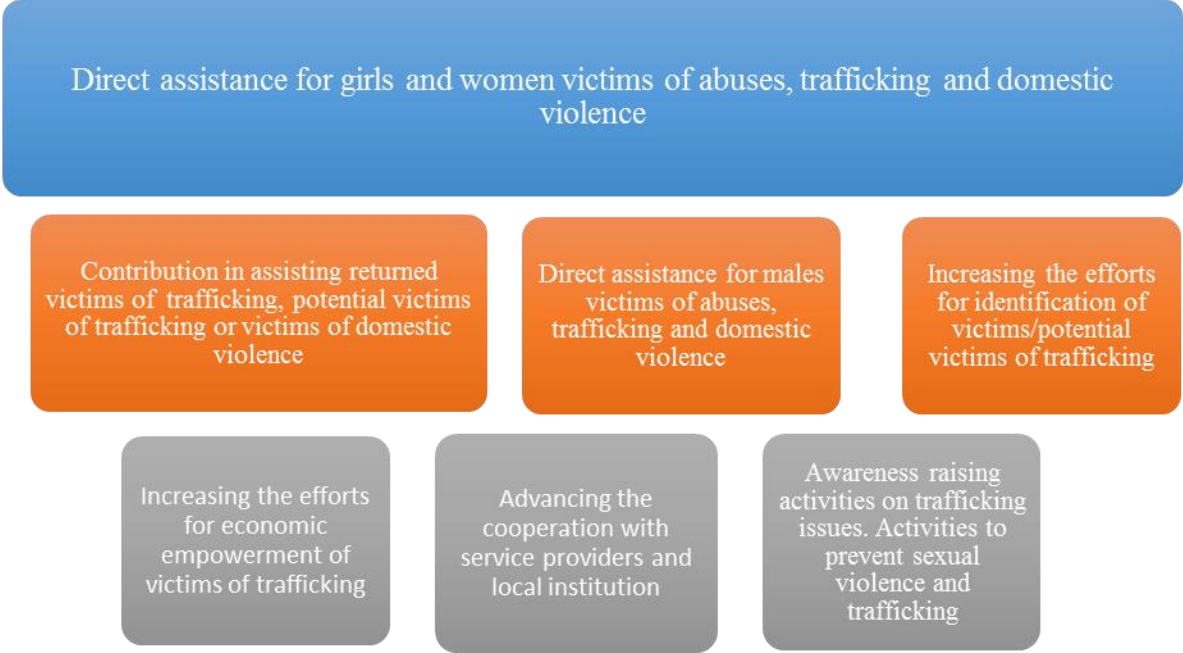 Direct assistance for girls and women victims of abuses, trafficking and domestic
violence
Contribution in assisting returned
victims of trafficking, potential victims
of trafficking or victims of domestic
violence
Direct assistance for males
victims of abuses,
trafficking and domestic
violence
Increasing the efforts
for identification of
victims/potential
victims of trafficking
Increasing the efforts
for economic
empowerment of
victims of trafficking
Advancing the
cooperation with
service providers and
local institution
Awareness raising
activities on trafficking
issues. Activities to
prevent sexual
violence and
trafficking